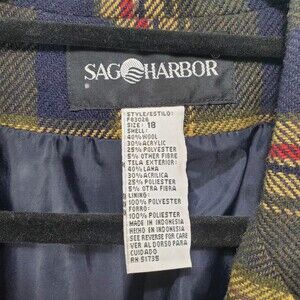 SAG HARBOR
STYLE/ESTILO:
F03026
SIZE: 18
SHELL:
40% WOOL
30% ACRYLIC
25% POLYESTER
5% OTHER FIBRE
TELA EXTERIOR:
40% LANA
30% ACRILICA
25% POLIESTER
5% OTRA FIBRA
LINING:
100% POLYESTER
FORRO:
100% POLIESTER
MADE IN INDONESIA
HECHO EN INDONESIA
SEE REVERSE FOR CARE
VER AL DORSO PARA
CUIDADO
RN 51735